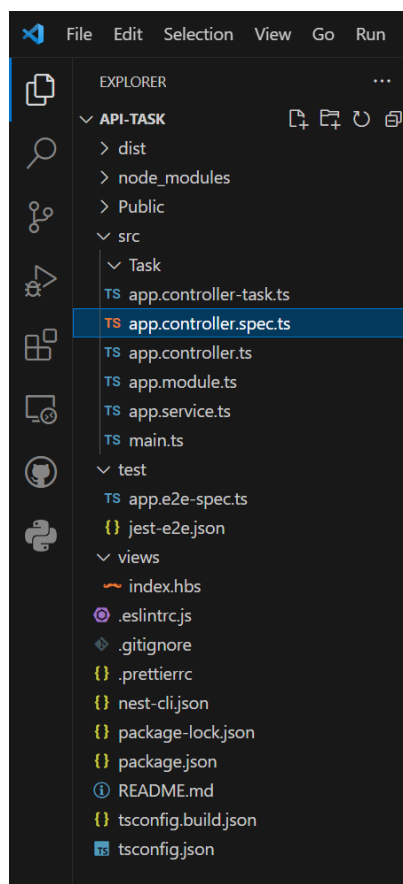 File Edit Selection View Go Run
EXPLORER
API-TASK
dist
node_modules
Public
src
Task
TS app.controller-task.ts
TS app.controller.spec.ts
TS app.controller.ts
TS app.module.ts
TS app.service.ts
TS main.ts
test
TS app.e2e-spec.ts
{} jest-e2e.json
views
index.hbs
.eslintrc.js
.gitignore
{} .prettierrc
{} nest-cli.json
{} package-lock.json
{} package.json
README.md
{} tsconfig.build.json
TS tsconfig.json